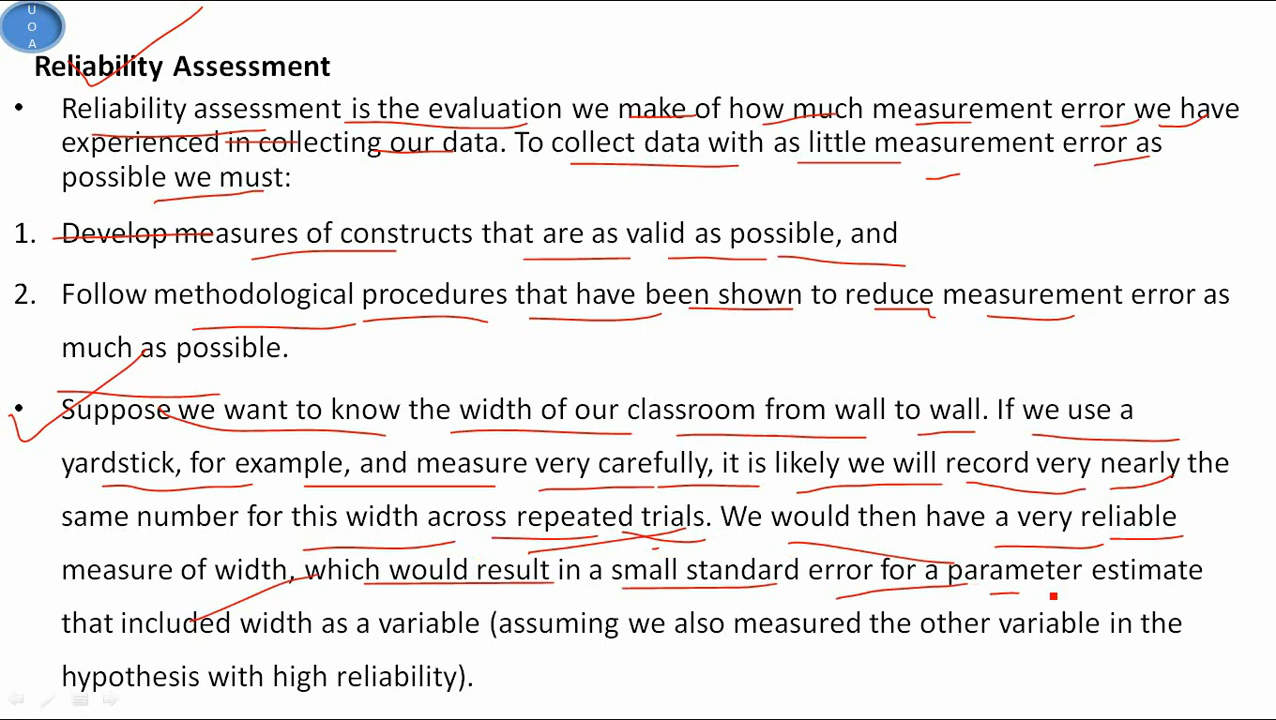 U
O
A
Reliability Assessment
• Reliability assessment is the evaluation we make of how much measurement error we have
experienced in collecting our data. To collect data with as little measurement error as
possible we must:
1. Develop measures of constructs that are as valid as possible, and
2. Follow methodological procedures that have been shown to reduce measurement error as
much as possible.
• Suppose we want to know the width of our classroom from wall to wall. If we use a
yardstick, for example, and measure very carefully, it is likely we will record very nearly the
same number for this width across repeated trials. We would then have a very reliable
measure of width, which would result in a small standard error for a parameter estimate
that included width as a variable (assuming we also measured the other variable in the
hypothesis with high reliability).